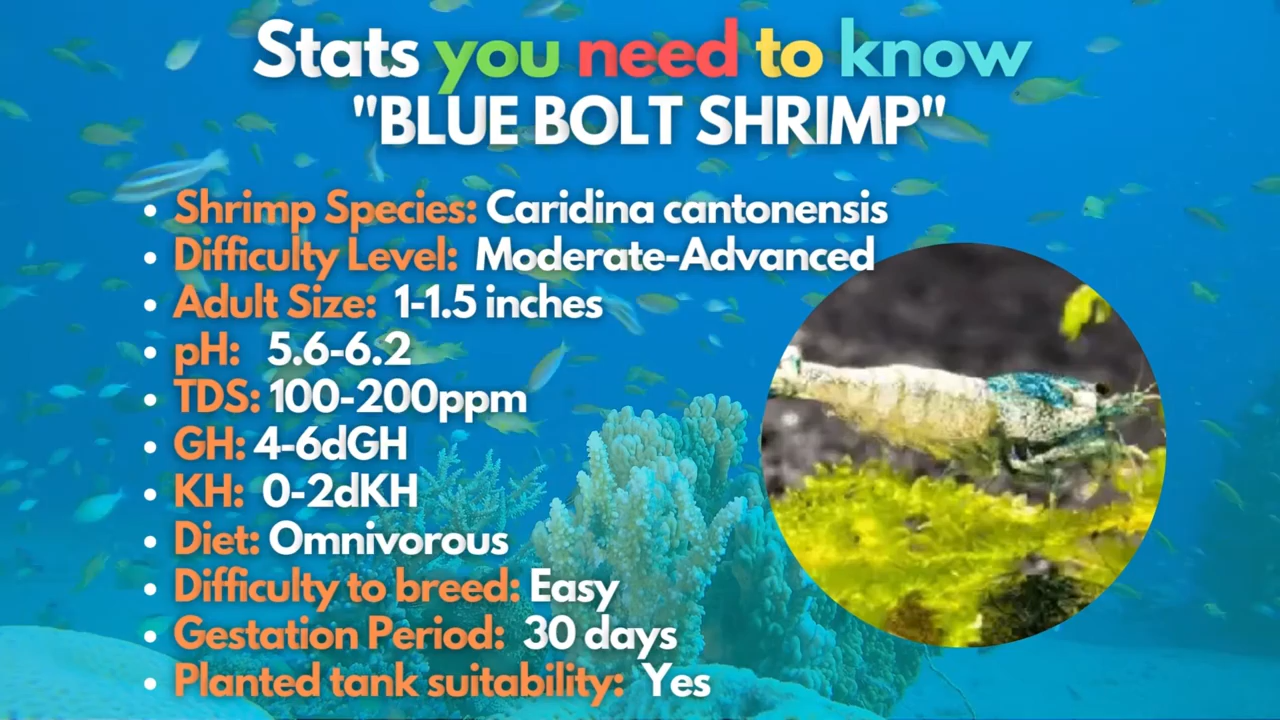 Stats you need to know
"BLUE BOLT SHRIMP"
• Shrimp Species: Caridina cantonensis
• Difficulty Level: Moderate-Advanced
• Adult Size: 1-1.5 inches
• pH: 5.6-6.2
• TDS: 100-200ppm
• GH: 4-6dGH
• KH: 0-2dKH
• Diet: Omnivorous
• Difficulty to breed: Easy
• Gestation Period: 30 days
• Planted tank suitability: Yes